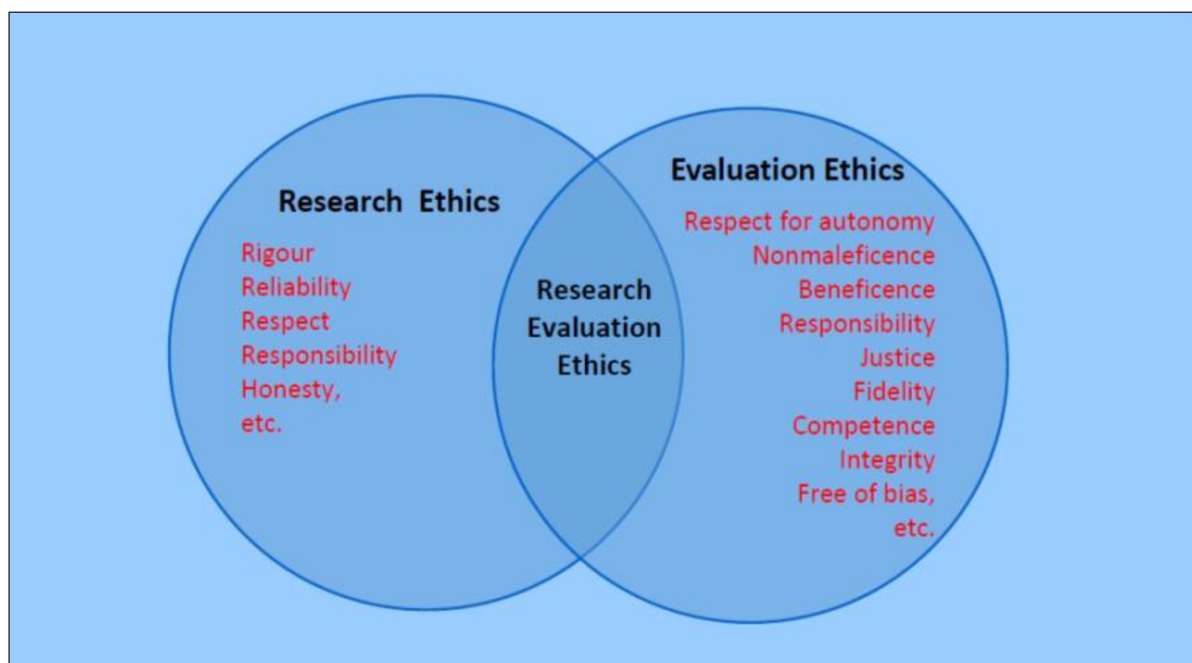 Research Ethics
Rigour
Reliability
Respect
Responsibility
Honesty,
etc.
Research
Evaluation
Ethics
Evaluation Ethics
Respect for autonomy
Nonmaleficence
Beneficence
Responsibility
Justice
Fidelity
Competence
Integrity
Free of bias,
etc.